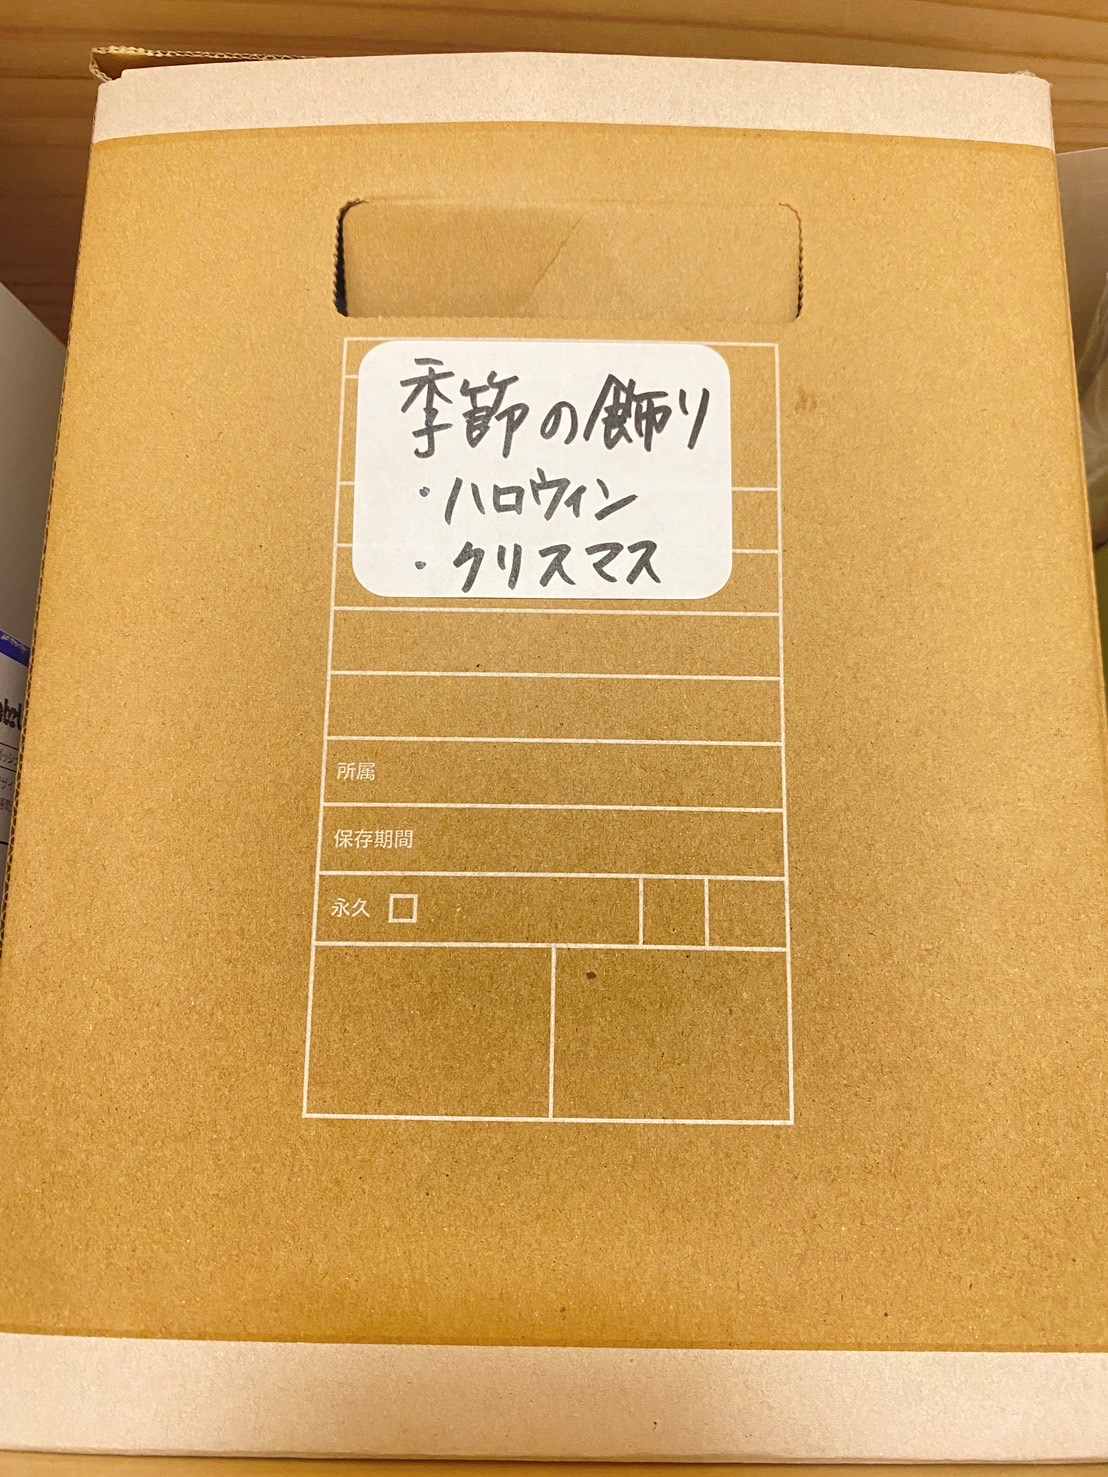 季節の飾り
・ハロウィン
・クリスマス
所属
保存期間
永久 □